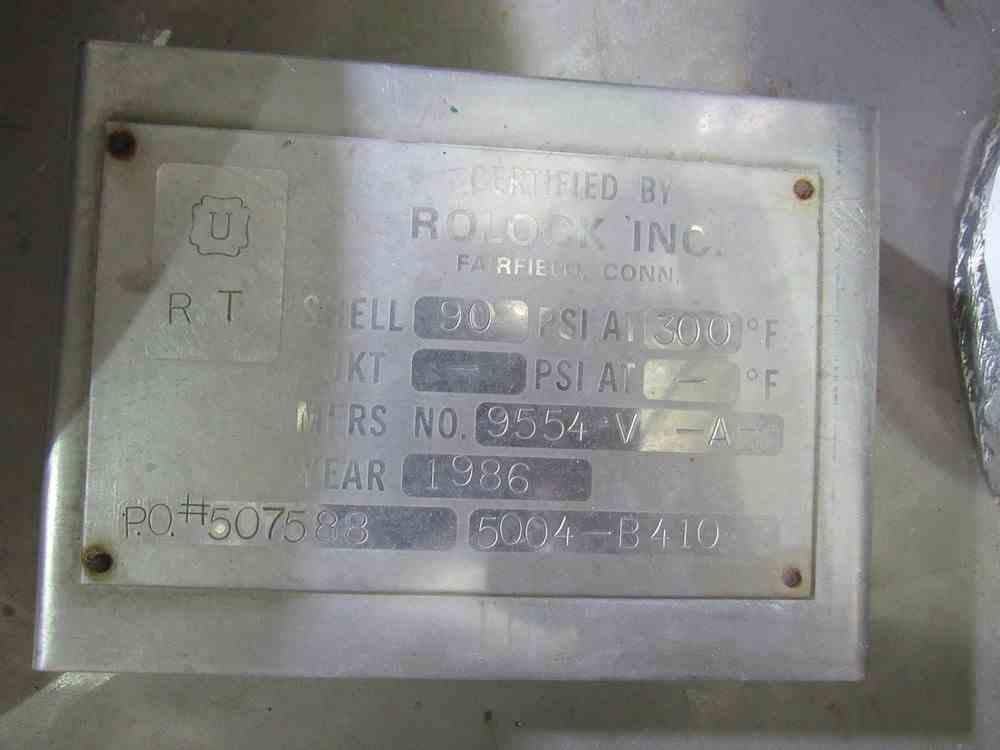 U
R T
CERTIFIED BY
ROLOCK INC.
FAIRFIELD, CONN.
SHELL 90 PSI AT 300 °F
JKT - PSI AT - °F
MFRS NO. 9554 V -A-
YEAR 1986
P.O.#507588 5004-B410